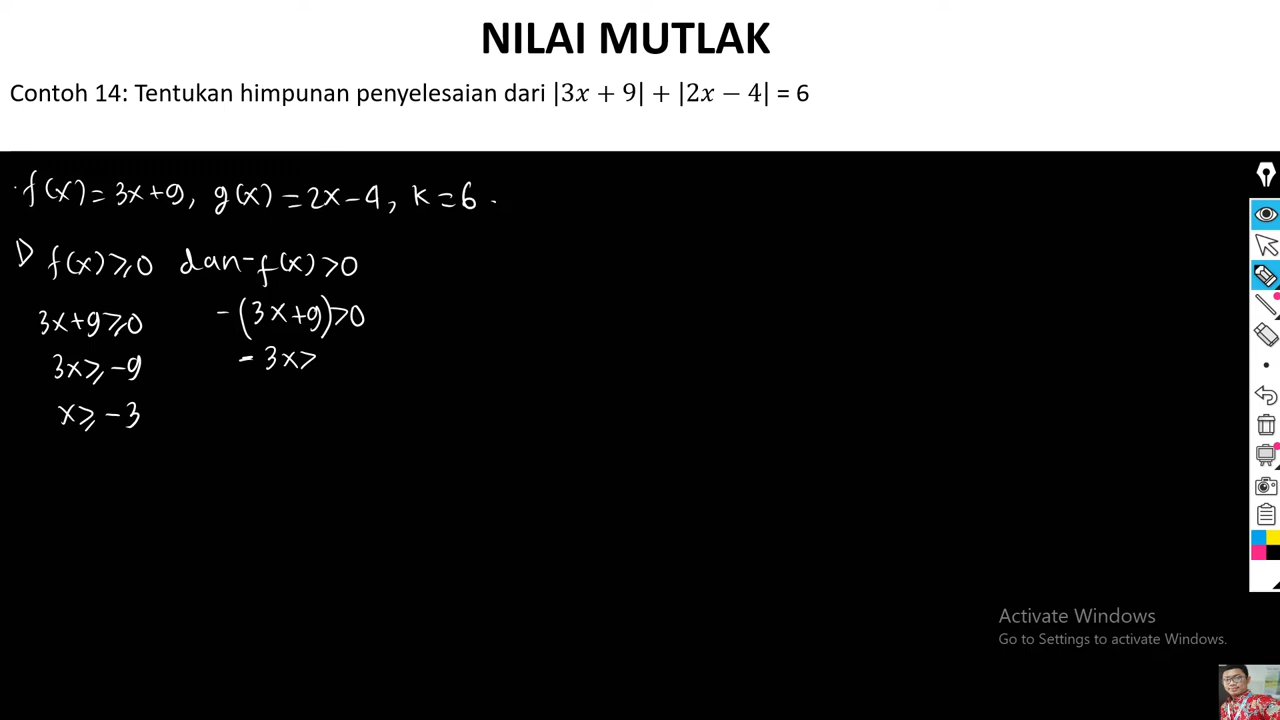 NILAI MUTLAK
Contoh 14: Tentukan himpunan penyelesaian dari |3x + 9| + |2x − 4| = 6
f(x) = 3x+9, g(x) = 2x-4, k = 6.
1) f(x) ≥ 0 dan -f(x) > 0
3x+9 ≥ 0 -(3x+9) > 0
3x ≥ -9 -3x >
x ≥ -3
Activate Windows
Go to Settings to activate Windows.